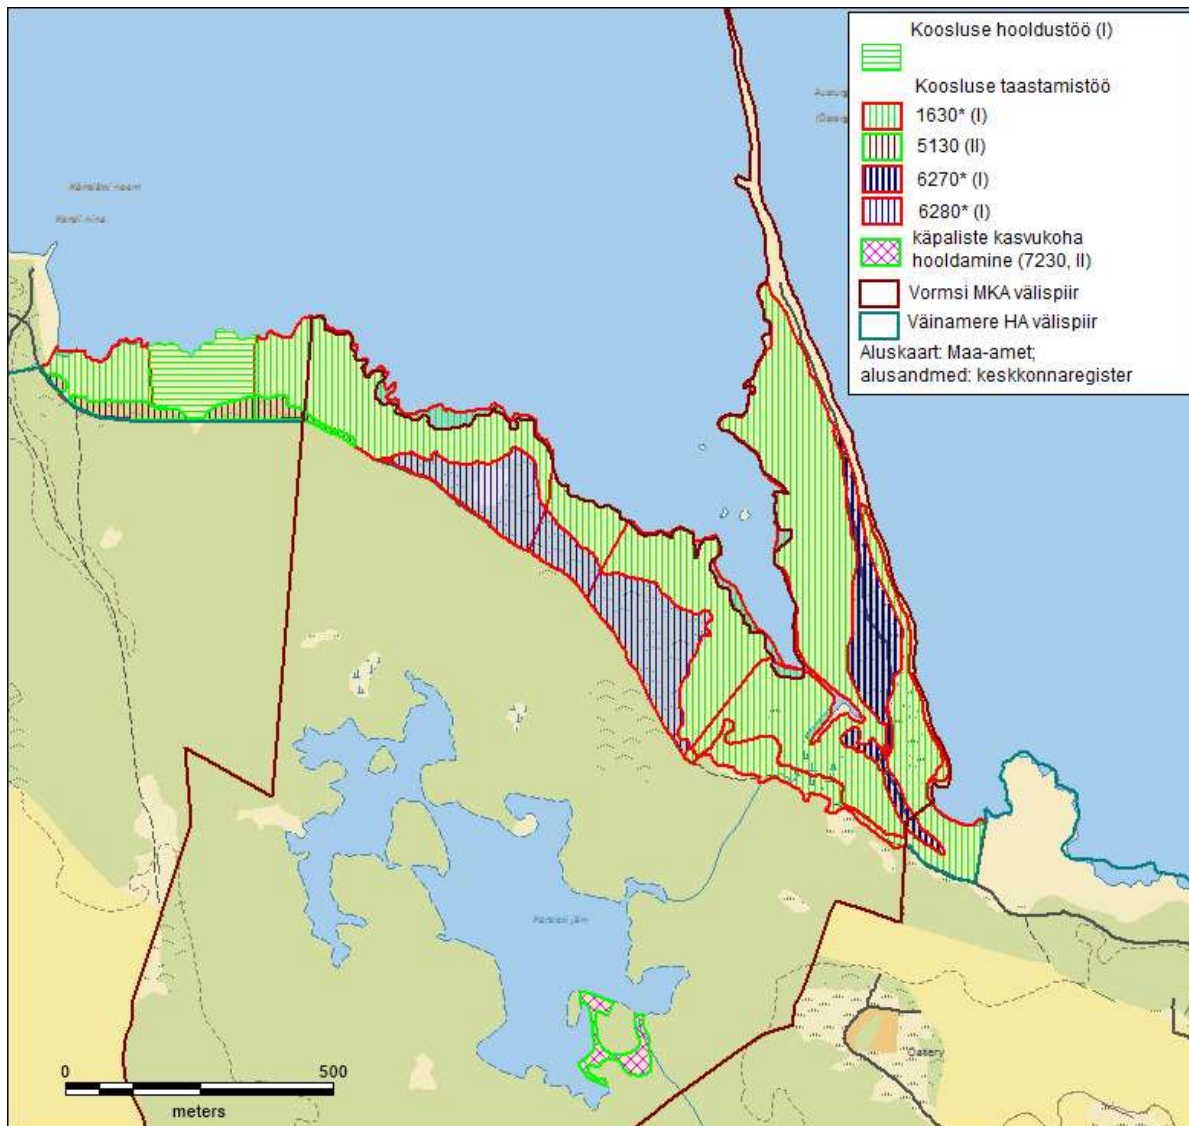 Koosluse hooldustöö (I)
Koosluse taastamistöö
1630* (I)
5130 (II)
6270* (I)
6280* (I)
käpaliste kasvukoha
hooldamine (7230, II)
Vormsi MKA välispiir
Väinamere HA välispiir
Aluskaart: Maa-amet;
alusandmed: keskkonnaregister
0 500
meters